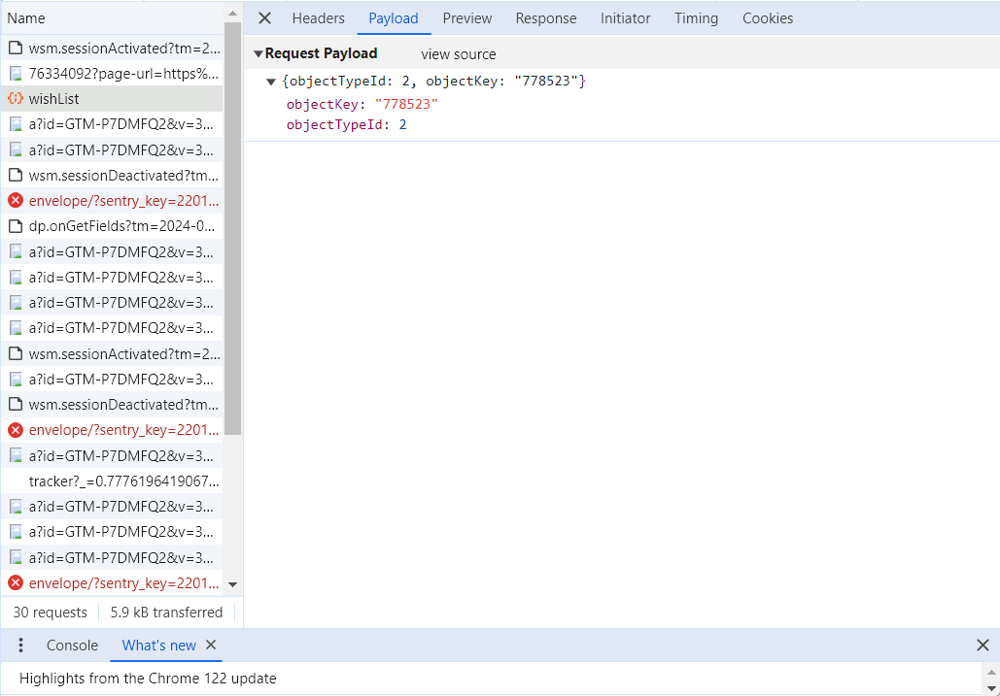 Name
wsm.sessionActivated?tm=2...
76334092?page-url=https%...
wishList
a?id=GTM-P7DMFQ2&v=3...
a?id=GTM-P7DMFQ2&v=3...
wsm.sessionDeactivated?tm...
envelope/?sentry_key=2201...
dp.onGetFields?tm=2024-0...
a?id=GTM-P7DMFQ2&v=3...
a?id=GTM-P7DMFQ2&v=3...
a?id=GTM-P7DMFQ2&v=3...
a?id=GTM-P7DMFQ2&v=3...
wsm.sessionActivated?tm=2...
a?id=GTM-P7DMFQ2&v=3...
wsm.sessionDeactivated?tm...
envelope/?sentry_key=2201...
a?id=GTM-P7DMFQ2&v=3...
tracker?_=0.7776196419067...
a?id=GTM-P7DMFQ2&v=3...
a?id=GTM-P7DMFQ2&v=3...
a?id=GTM-P7DMFQ2&v=3...
envelope/?sentry_key=2201...
30 requests 5.9 kB transferred
Headers Payload Preview Response Initiator Timing Cookies
Request Payload view source
{objectTypeId: 2, objectKey: "778523"}
objectKey: "778523"
objectTypeId: 2
Console What's new
Highlights from the Chrome 122 update